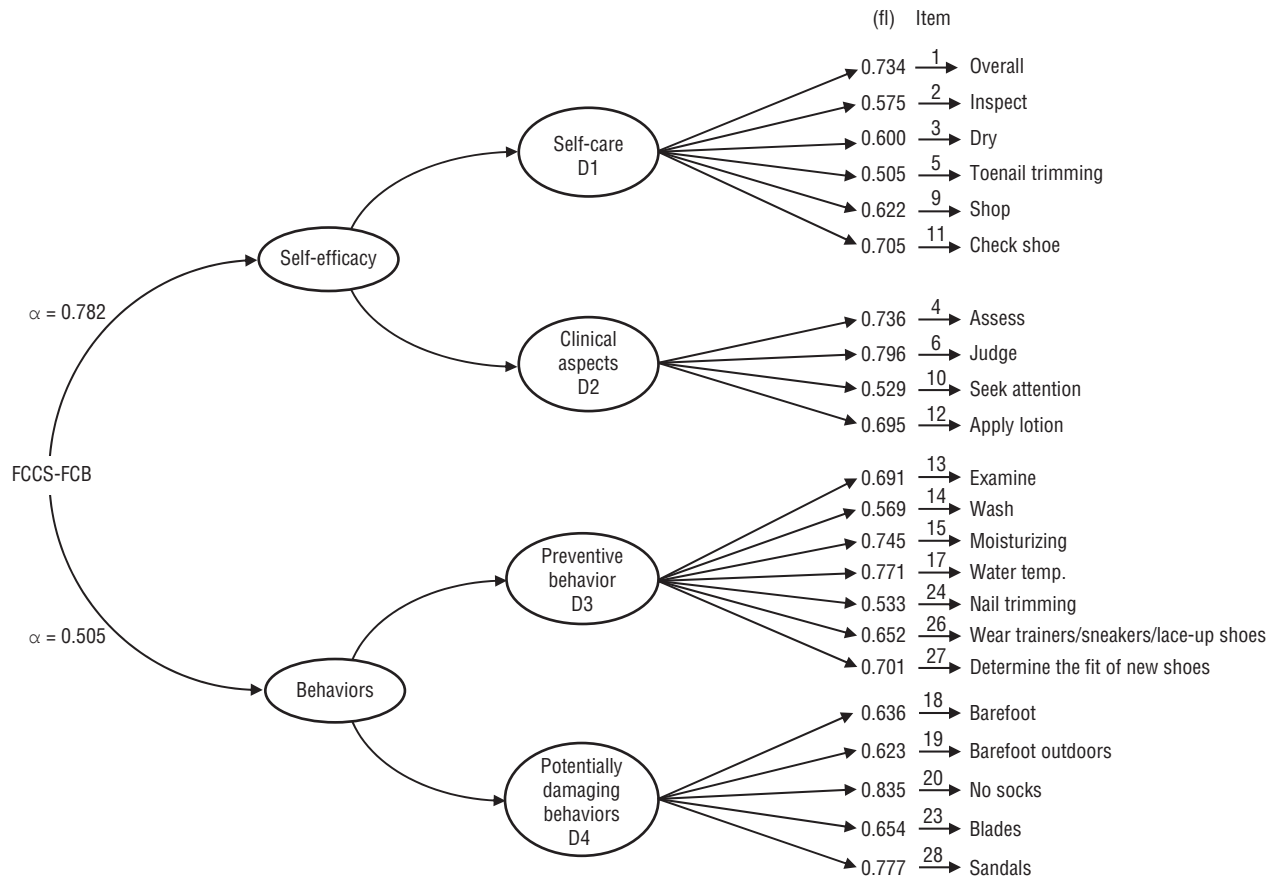 (fl) Item
0.734 1 Overall
0.575 2 Inspect
0.600 3 Dry
0.505 5 Toenail trimming
0.622 9 Shop
0.705 11 Check shoe
Self-care
D1
Self-efficacy
α = 0.782
Clinical
aspects
D2
0.736 4 Assess
0.796 6 Judge
0.529 10 Seek attention
0.695 12 Apply lotion
FCCS-FCB
0.691 13 Examine
0.569 14 Wash
0.745 15 Moisturizing
0.771 17 Water temp.
0.533 24 Nail trimming
0.652 26 Wear trainers/sneakers/lace-up shoes
0.701 27 Determine the fit of new shoes
Preventive
behavior
D3
α = 0.505
Behaviors
Potentially
damaging
behaviors
D4
0.636 18 Barefoot
0.623 19 Barefoot outdoors
0.835 20 No socks
0.654 23 Blades
0.777 28 Sandals